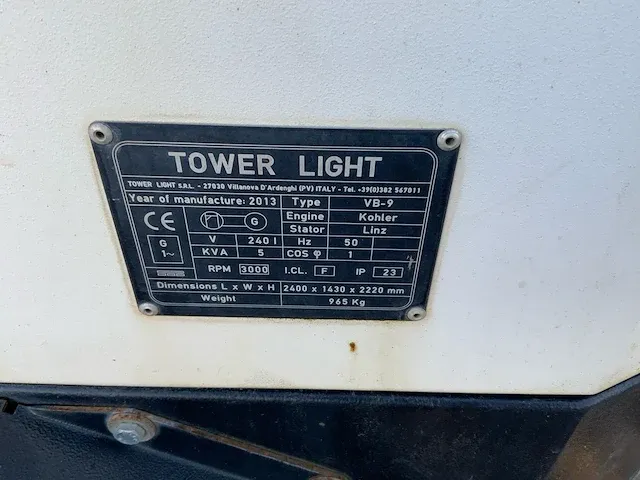 TOWER LIGHT
TOWER LIGHT S.R.L. - 27030 Villanova D'Ardenghi (PV) ITALY - Tel. +39(0)382 567011
Year of manufacture: 2013 Type VB-9
Engine Kohler
CE G
Stator Linz
V 240 I Hz 50
G 1~
KVA 5 COS φ 1
RPM 3000 I.CL. F IP 23
Dimensions L x W x H 2400 x 1430 x 2220 mm
Weight 965 Kg